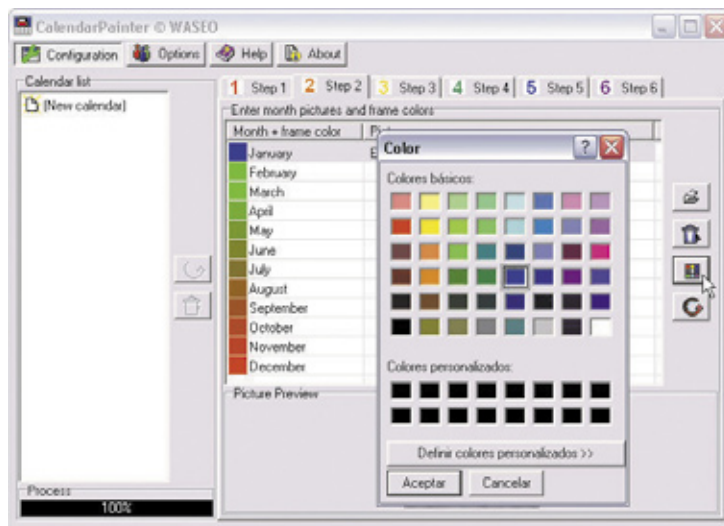 CalendarPainter © WASEO
Configuration Options Help About
Calendar list
(New calendar)
1 Step 1 2 Step 2 3 Step 3 4 Step 4 5 Step 5 6 Step 6
Enter month pictures and frame colors
Month + frame color
January
February
March
April
May
June
July
August
September
October
November
December
Picture Preview
Color
Colores básicos:
Colores personalizados:
Definir colores personalizados >>
Aceptar Cancelar
Process
100%